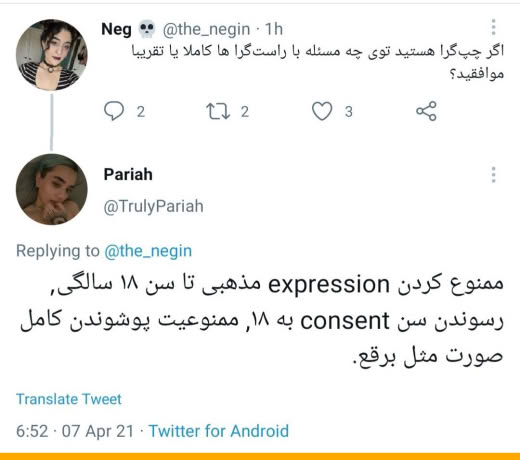 Neg 💀 @the_negin · 1h
اگر چپ‌گرا هستید توی چه مسئله با راست‌گرا ها کاملا یا تقریبا
موافقید؟
2 2 3
Pariah
@TrulyPariah
Replying to @the_negin
ممنوع کردن expression مذهبی تا سن ۱۸ سالگی,
رسوندن سن consent به ۱۸, ممنوعیت پوشوندن کامل
صورت مثل برقع.
Translate Tweet
6:52 · 07 Apr 21 · Twitter for Android